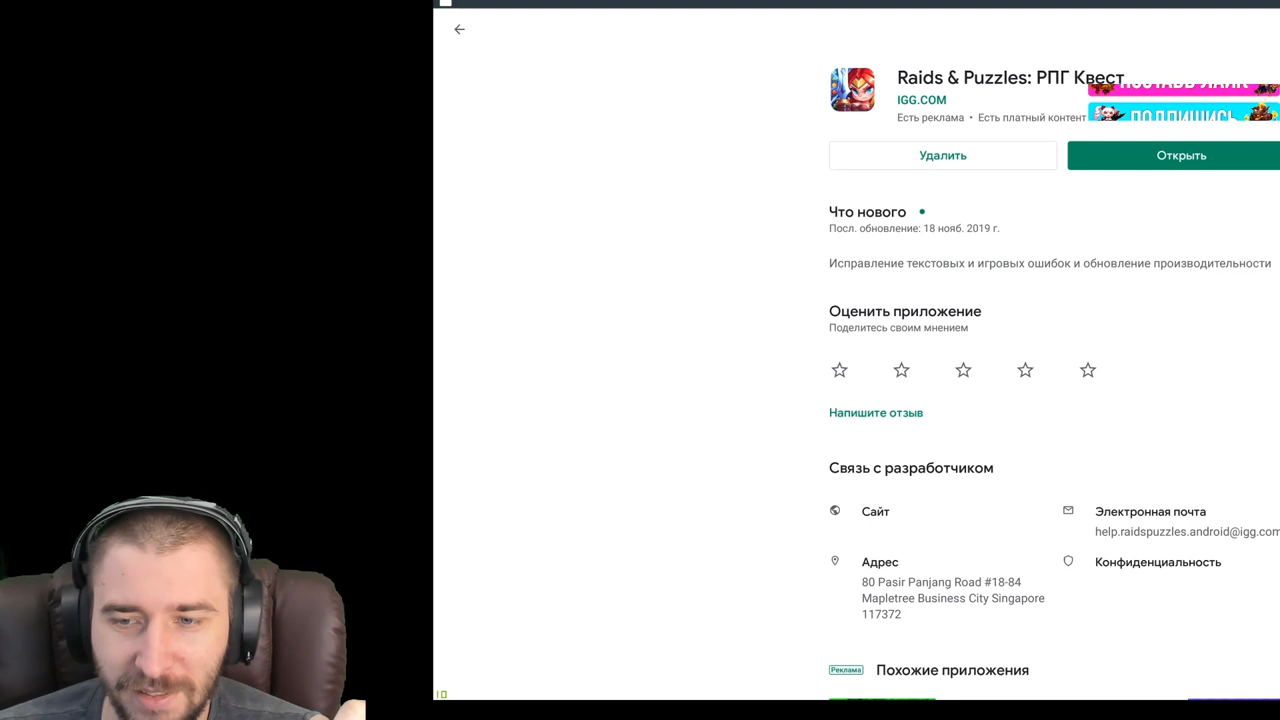 Raids & Puzzles: РПГ Квест
IGG.COM
Есть реклама • Есть платный контент
ПОСТАВЬ ЛАЙК
ПОДПИШИСЬ
Удалить
Открыть
Что нового
Посл. обновление: 18 нояб. 2019 г.
Исправление текстовых и игровых ошибок и обновление производительности
Оценить приложение
Поделитесь своим мнением
Напишите отзыв
Связь с разработчиком
Сайт
Электронная почта
help.raidspuzzles.android@igg.com
Адрес
Конфиденциальность
80 Pasir Panjang Road #18-84
Mapletree Business City Singapore
117372
Реклама
Похожие приложения